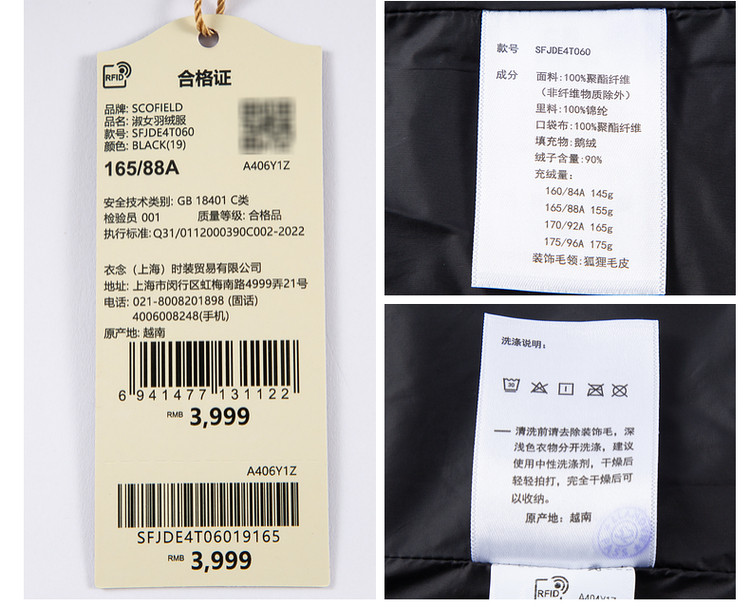 RFID
合格证
品牌: SCOFIELD
品名: 淑女羽绒服
款号: SFJDE4T060
颜色: BLACK(19)
165/88A
A406Y1Z
安全技术类别: GB 18401 C类
检验员 001 质量等级: 合格品
执行标准: Q31/0112000390C002-2022
衣念（上海）时装贸易有限公司
地址: 上海市闵行区虹梅南路4999弄21号
电话: 021-8008201898 (固话)
4006008248(手机)
原产地: 越南
6 941477 131122
RMB 3,999
A406Y1Z
SFJDE4T06019165
RMB 3,999
款号 SFJDE4T060
成分 面料:100%聚酯纤维
（非纤维物质除外）
里料:100%锦纶
口袋布:100%聚酯纤维
填充物:鹅绒
绒子含量:90%
充绒量:
160/84A 145g
165/88A 155g
170/92A 165g
175/96A 175g
装饰毛领:狐狸毛皮
洗涤说明:
30
一 清洗前请去除装饰毛，深
浅色衣物分开洗涤，建议
使用中性洗涤剂，干燥后
轻轻拍打，完全干燥后可
以收纳。
原产地:越南
RFID